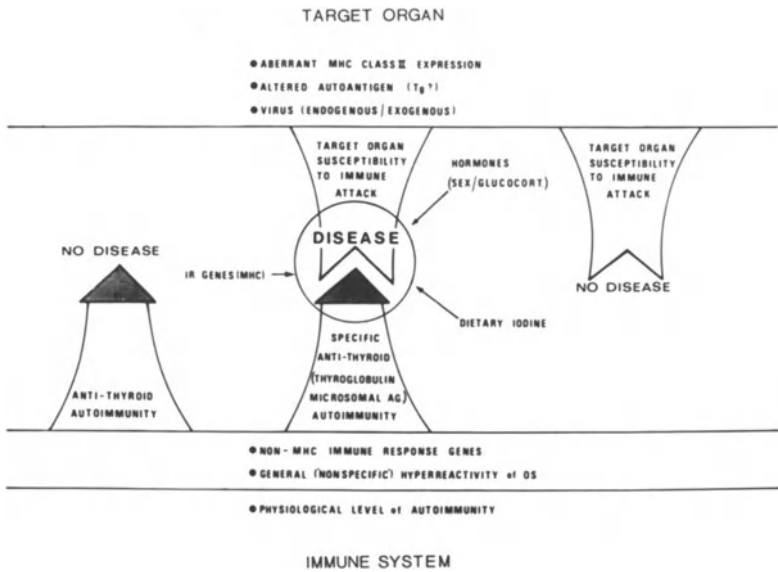 TARGET ORGAN
●ABERRANT MHC CLASS II EXPRESSION
●ALTERED AUTOANTIGEN (Tg?)
●VIRUS (ENDOGENOUS/EXOGENOUS)
TARGET ORGAN
SUSCEPTIBILITY
TO IMMUNE
ATTACK
HORMONES
(SEX/GLUCOCORT.)
TARGET ORGAN
SUSCEPTIBILITY
TO IMMUNE
ATTACK
DISEASE
NO DISEASE
IR GENES(MHC)
NO DISEASE
DIETARY IODINE
SPECIFIC
ANTI-THYROID
(THYROGLOBULIN
MICROSOMAL AG.)
AUTOIMMUNITY
ANTI-THYROID
AUTOIMMUNITY
●NON-MHC IMMUNE RESPONSE GENES
●GENERAL (NONSPECIFIC) HYPERREACTIVITY of OS
●PHYSIOLOGICAL LEVEL of AUTOIMMUNITY
IMMUNE SYSTEM